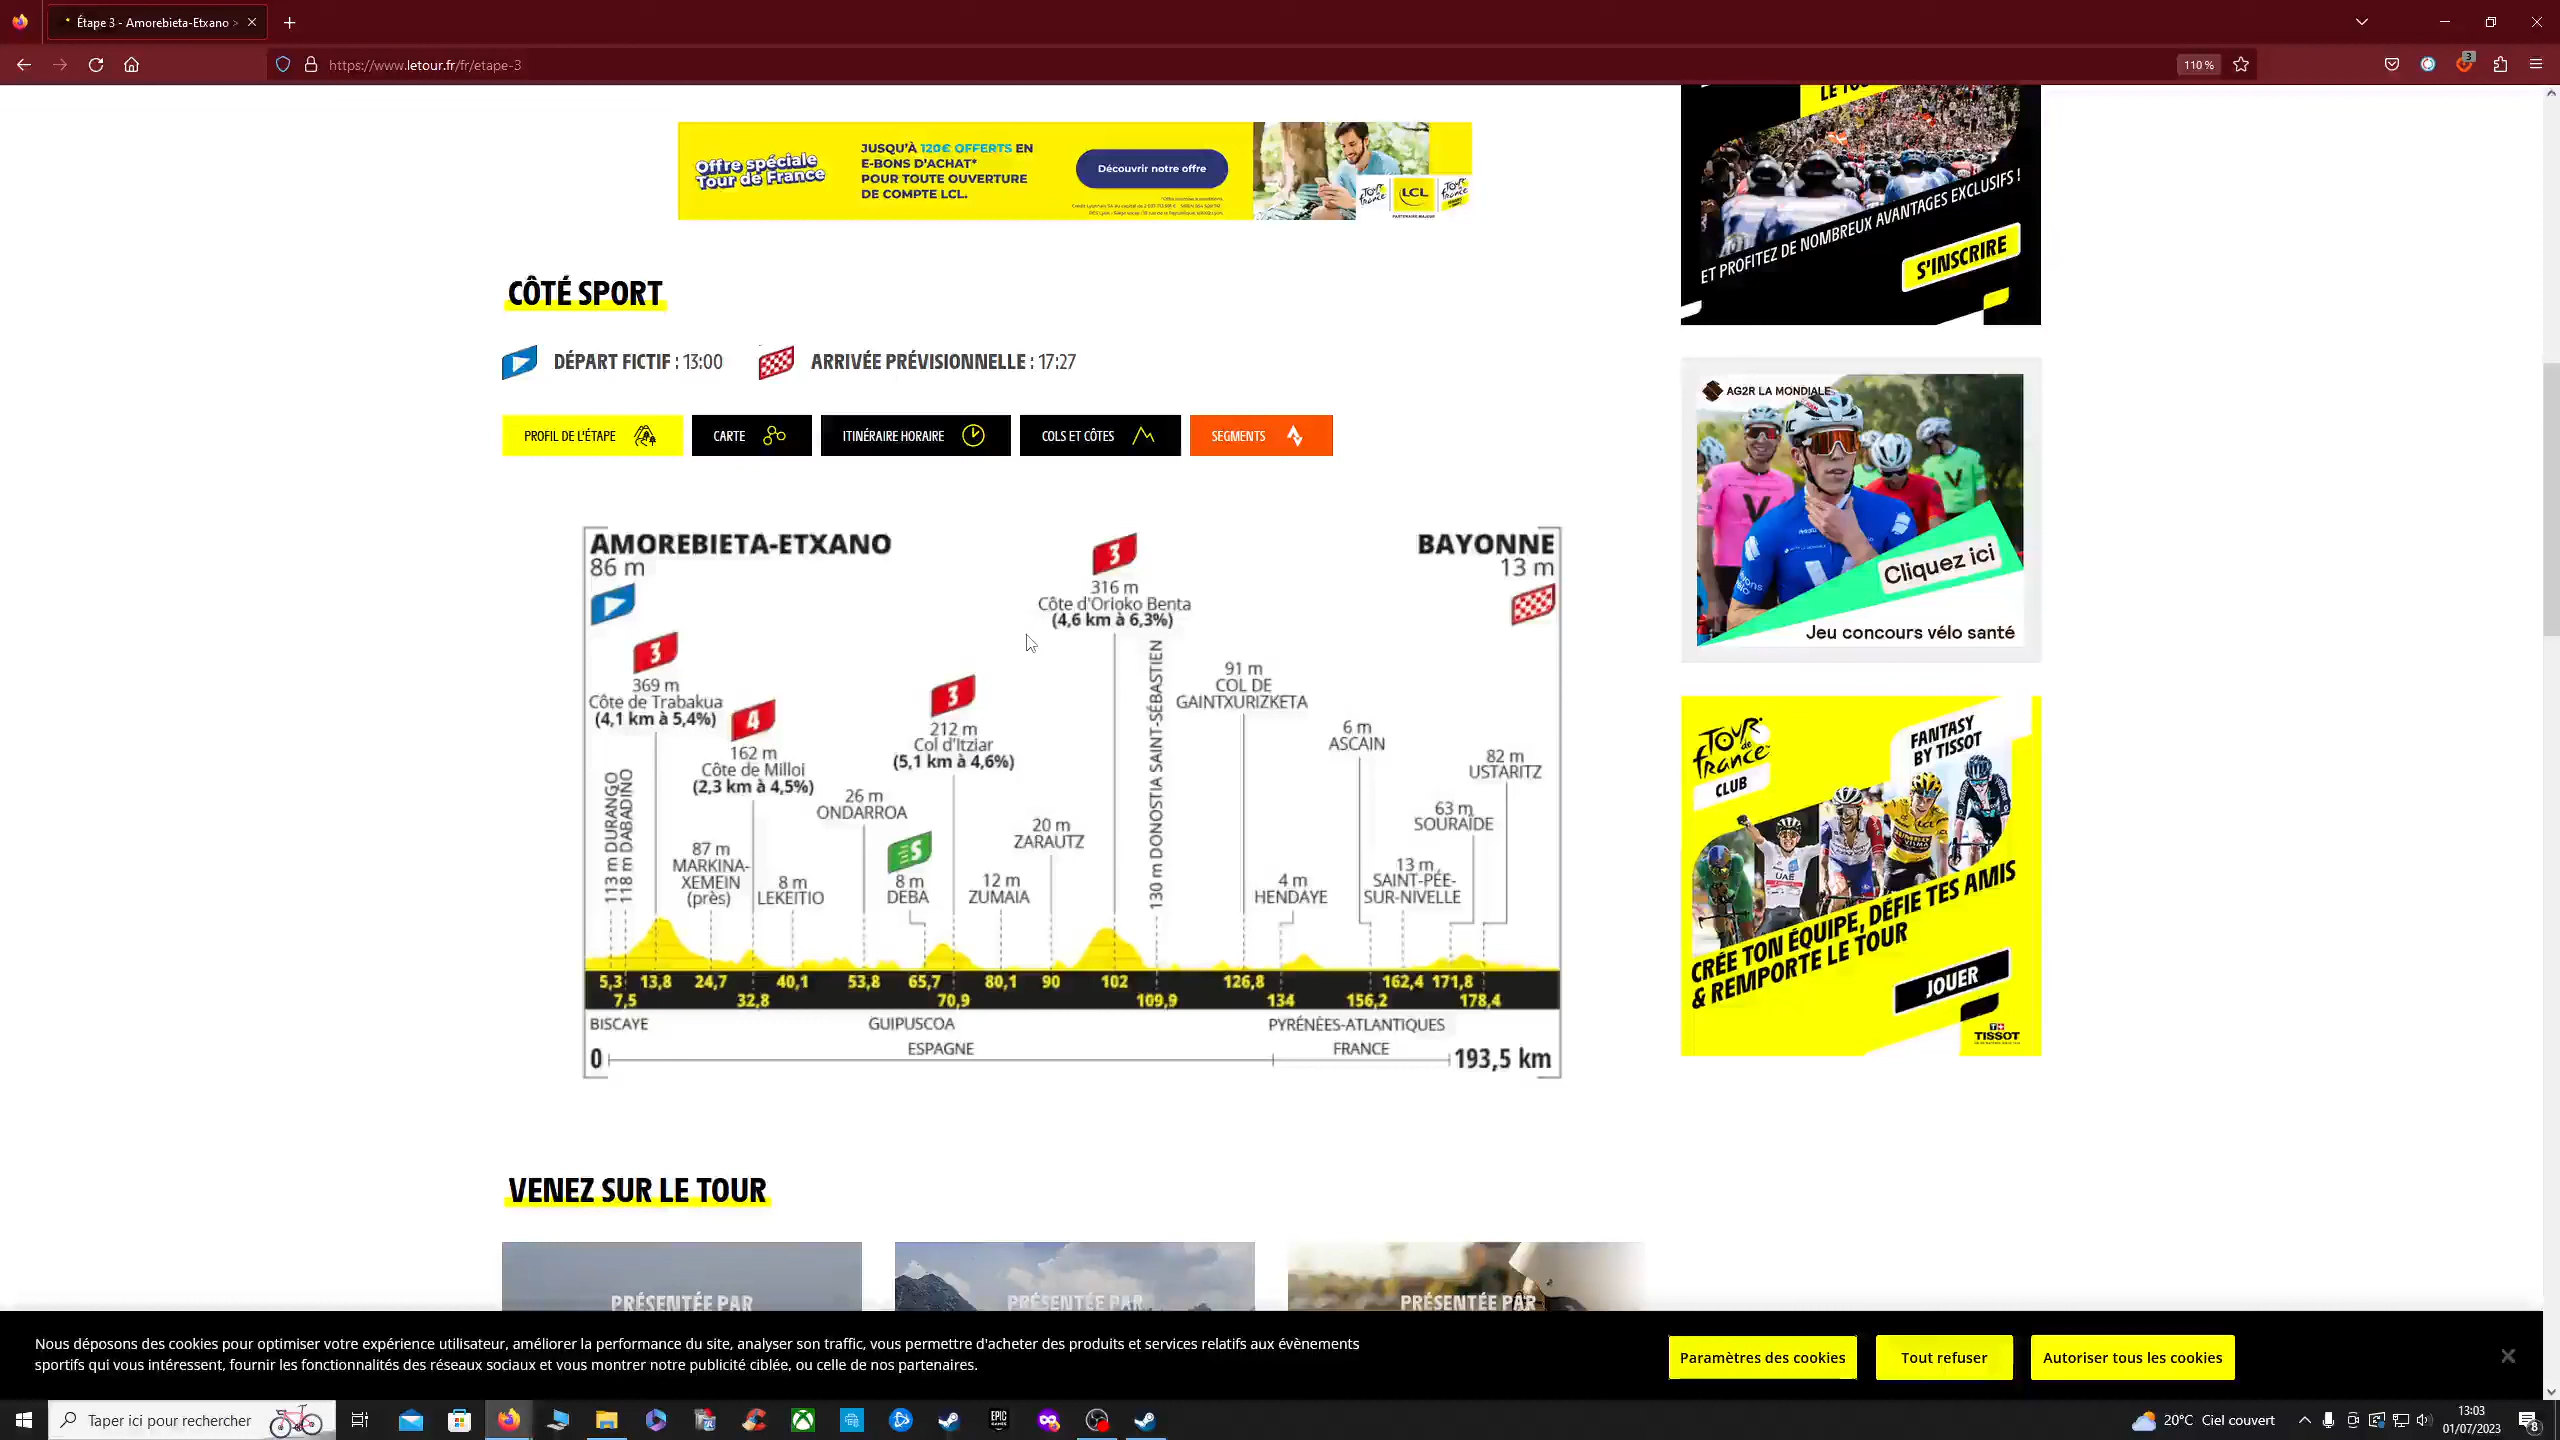 Étape 3 - Amorebieta-Etxano >
https://www.letour.fr/fr/etape-3
110 %
3
Offre spéciale
Tour de France
JUSQU'À 120€ OFFERTS EN
E-BONS D'ACHAT*
POUR TOUTE OUVERTURE
DE COMPTE LCL.
Découvrir notre offre
TOUR de france
LCL
PARTENAIRE MAJEUR
ET PROFITEZ DE NOMBREUX AVANTAGES EXCLUSIFS !
S'INSCRIRE
CÔTÉ SPORT
DÉPART FICTIF : 13:00
ARRIVÉE PRÉVISIONNELLE : 17:27
PROFIL DE L'ÉTAPE
CARTE
ITINÉRAIRE HORAIRE
COLS ET CÔTES
SEGMENTS
AG2R LA MONDIALE
Cliquez ici
Jeu concours vélo santé
AMOREBIETA-ETXANO
86 m
BAYONNE
13 m
3
316 m
Côte d'Orioko Benta
(4,6 km à 6,3%)
3
369 m
Côte de Trabakua
(4,1 km à 5,4%)
4
162 m
Côte de Milloi
(2,3 km à 4,5%)
3
212 m
Col d'Itziar
(5,1 km à 4,6%)
113 m DURANGO
118 m DABADINO
87 m
MARKINA-
XEMEIN
(près)
8 m
LEKEITIO
26 m
ONDARROA
S
8 m
DEBA
12 m
ZUMAIA
20 m
ZARAUTZ
130 m DONOSTIA SAINT-SÉBASTIEN
91 m
COL DE
GAINTXURIZKETA
4 m
HENDAYE
6 m
ASCAIN
13 m
SAINT-PÉE-
SUR-NIVELLE
63 m
SOURAÏDE
82 m
USTARITZ
5,3 13,8 24,7 40,1 53,8 65,7 80,1 90 102 126,8 162,4 171,8
7,5 32,8 70,9 109,9 134 156,2 178,4
BISCAYE GUIPUSCOA PYRÉNÉES-ATLANTIQUES
ESPAGNE FRANCE
0 193,5 km
TOUR de france
CLUB
FANTASY
BY TISSOT
CRÉE TON ÉQUIPE, DÉFIE TES AMIS
& REMPORTE LE TOUR
JOUER
TISSOT
VENEZ SUR LE TOUR
PRÉSENTÉE PAR
PRÉSENTÉE PAR
PRÉSENTÉE PAR
Nous déposons des cookies pour optimiser votre expérience utilisateur, améliorer la performance du site, analyser son traffic, vous permettre d'acheter des produits et services relatifs aux évènements
sportifs qui vous intéressent, fournir les fonctionnalités des réseaux sociaux et vous montrer notre publicité ciblée, ou celle de nos partenaires.
Paramètres des cookies
Tout refuser
Autoriser tous les cookies
Taper ici pour rechercher
EPIC
GAMES
20°C Ciel couvert
13:03
01/07/2023
8